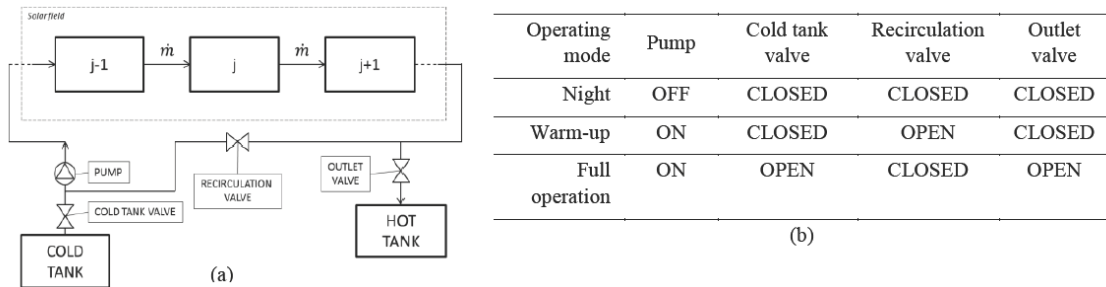 Solar field
j-1
ṁ
j
ṁ
j+1
PUMP
RECIRCULATION
VALVE
OUTLET
VALVE
COLD TANK VALVE
COLD
TANK
HOT
TANK
(a)
Operating
mode
Pump
Cold tank
valve
Recirculation
valve
Outlet
valve
Night OFF CLOSED CLOSED CLOSED
Warm-up ON CLOSED OPEN CLOSED
Full
operation
ON OPEN CLOSED OPEN
(b)